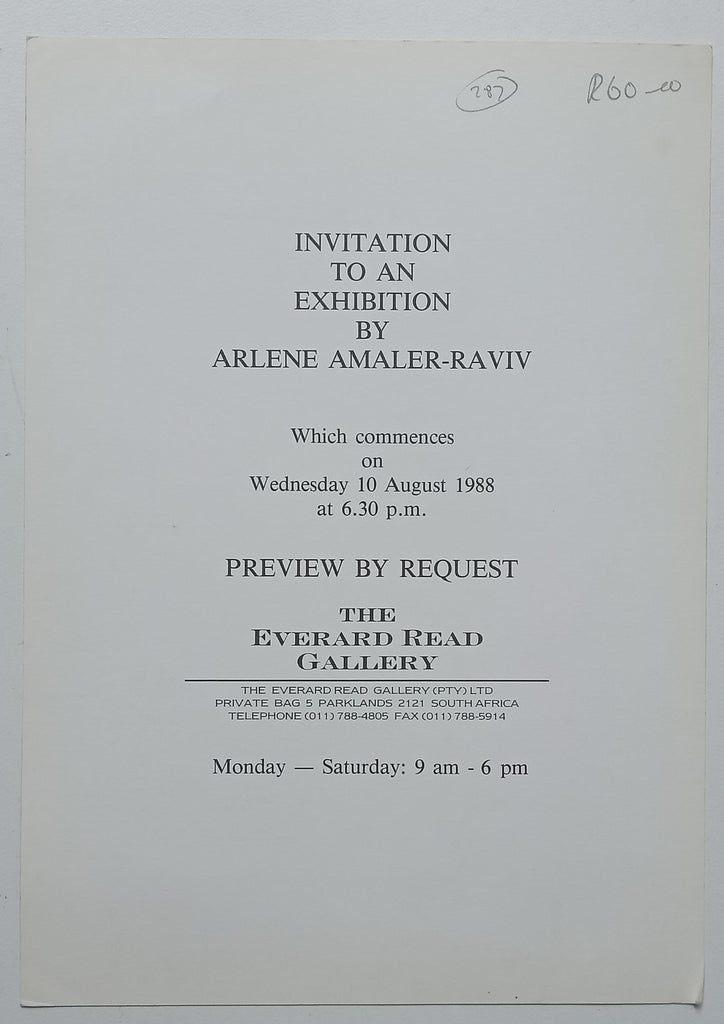 287 R60-00
INVITATION
TO AN
EXHIBITION
BY
ARLENE AMALER-RAVIV
Which commences
on
Wednesday 10 August 1988
at 6.30 p.m.
PREVIEW BY REQUEST
THE
EVERARD READ
GALLERY
THE EVERARD READ GALLERY (PTY) LTD
PRIVATE BAG 5 PARKLANDS 2121 SOUTH AFRICA
TELEPHONE (011) 788-4805 FAX (011) 788-5914
Monday — Saturday: 9 am - 6 pm